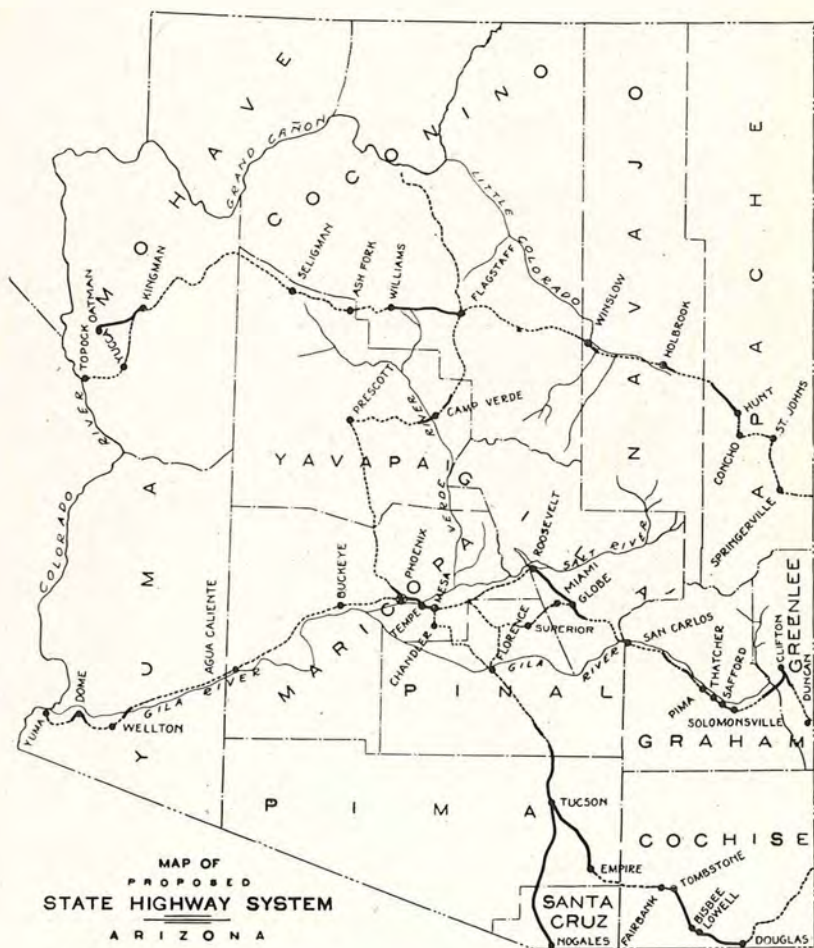 MOHAVE
GRAND CAÑON
COCONINO
NAVAJO
APACHE
LITTLE COLORADO
KINGMAN
OATMAN
TOPOCK
YUCCA
SELIGMAN
ASH FORK
WILLIAMS
FLAGSTAFF
WINSLOW
HOLBROOK
HUNT
CONCHO
ST. JOHNS
SPRINGERVILLE
PRESCOTT
CAMP VERDE
VERDE RIVER
YAVAPAI
COLORADO RIVER
YUMA
GILA
ROOSEVELT
SALT RIVER
MIAMI
GLOBE
SUPERIOR
BUCKEYE
PHOENIX
TEMPE
MESA
CHANDLER
MARICOPA
FLORENCE
AGUA CALIENTE
GILA RIVER
GILA RIVER
DOME
YUMA
WELLTON
PINAL
SAN CARLOS
THATCHER
SAFFORD
PIMA
SOLOMONSVILLE
CLIFTON
GREENLEE
DUNCAN
GRAHAM
PIMA
TUCSON
EMPIRE
COCHISE
TOMBSTONE
FAIRBANK
BISBEE
LOWELL
DOUGLAS
SANTA
CRUZ
NOGALES
MAP OF
PROPOSED
STATE HIGHWAY SYSTEM
ARIZONA